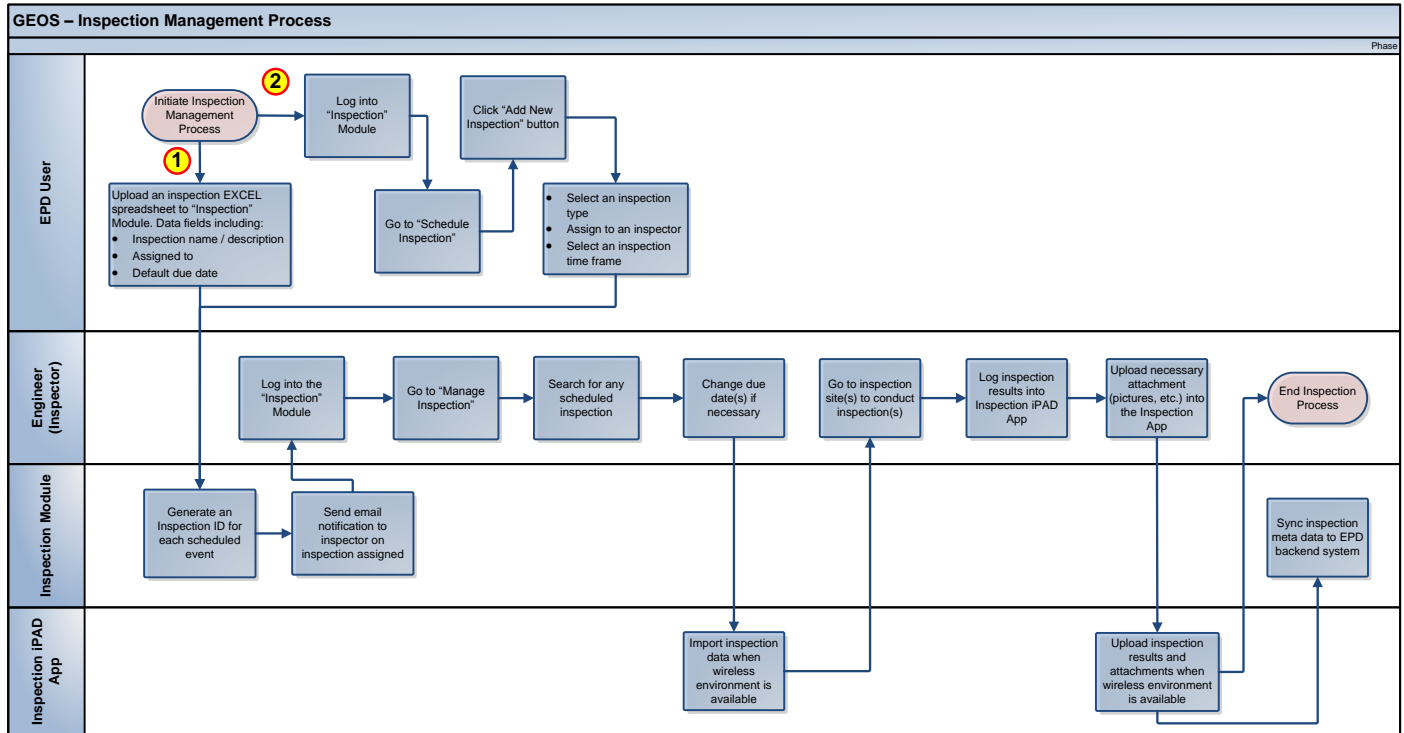 GEOS – Inspection Management Process
Phase
EPD User
Initiate Inspection
Management
Process
2
1
Log into
“Inspection”
Module
Go to “Schedule
Inspection”
Click “Add New
Inspection” button
• Select an inspection
type
• Assign to an inspector
• Select an inspection
time frame
Upload an inspection EXCEL
spreadsheet to “Inspection”
Module. Data fields including:
• Inspection name / description
• Assigned to
• Default due date
Engineer
(Inspector)
Log into the
“Inspection”
Module
Go to “Manage
Inspection”
Search for any
scheduled
inspection
Change due
date(s) if
necessary
Go to inspection
site(s) to conduct
inspection(s)
Log inspection
results into
Inspection iPAD
App
Upload necessary
attachment
(pictures, etc.) into
the Inspection
App
End Inspection
Process
Inspection Module
Generate an
Inspection ID for
each scheduled
event
Send email
notification to
inspector on
inspection assigned
Sync inspection
meta data to EPD
backend system
Inspection iPAD
App
Import inspection
data when
wireless
environment is
available
Upload inspection
results and
attachments when
wireless environment
is available